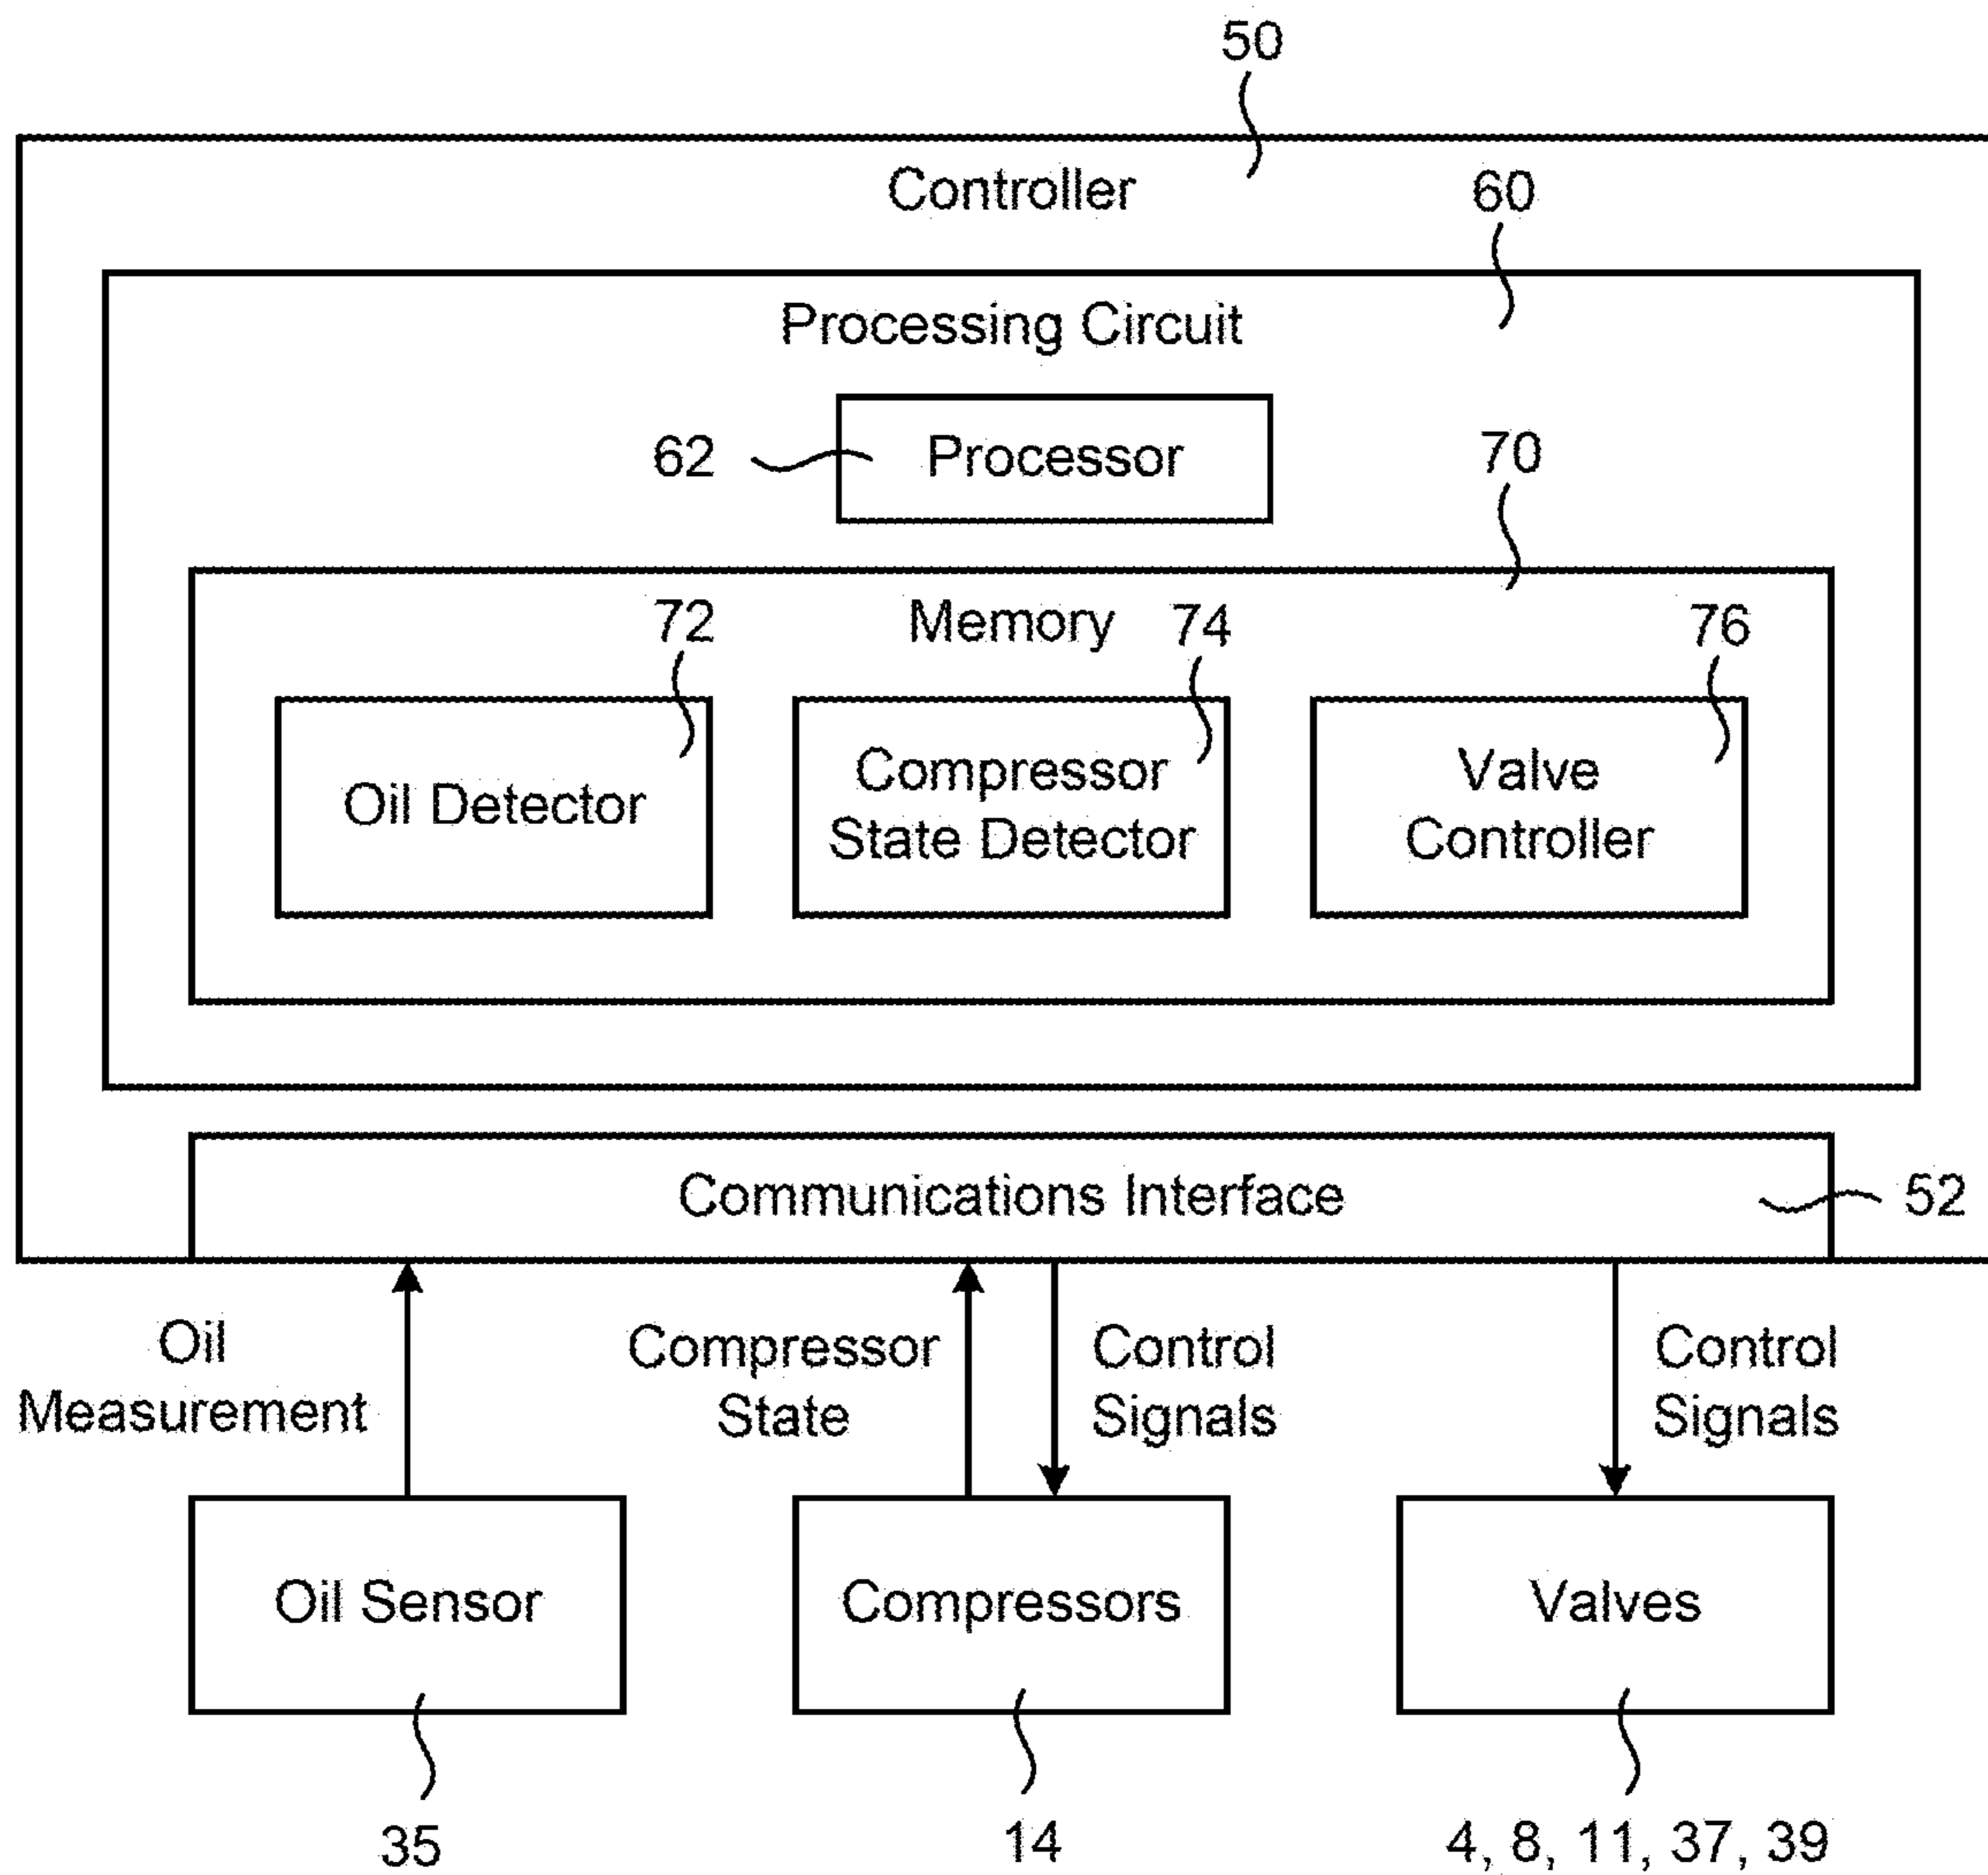 50
Controller
60
Processing Circuit
62
Processor
70
72
Memory
74
76
Oil Detector
Compressor
State Detector
Valve
Controller
Communications Interface
52
Oil
Measurement
Compressor
State
Control
Signals
Control
Signals
Oil Sensor
Compressors
Valves
35
14
4, 8, 11, 37, 39